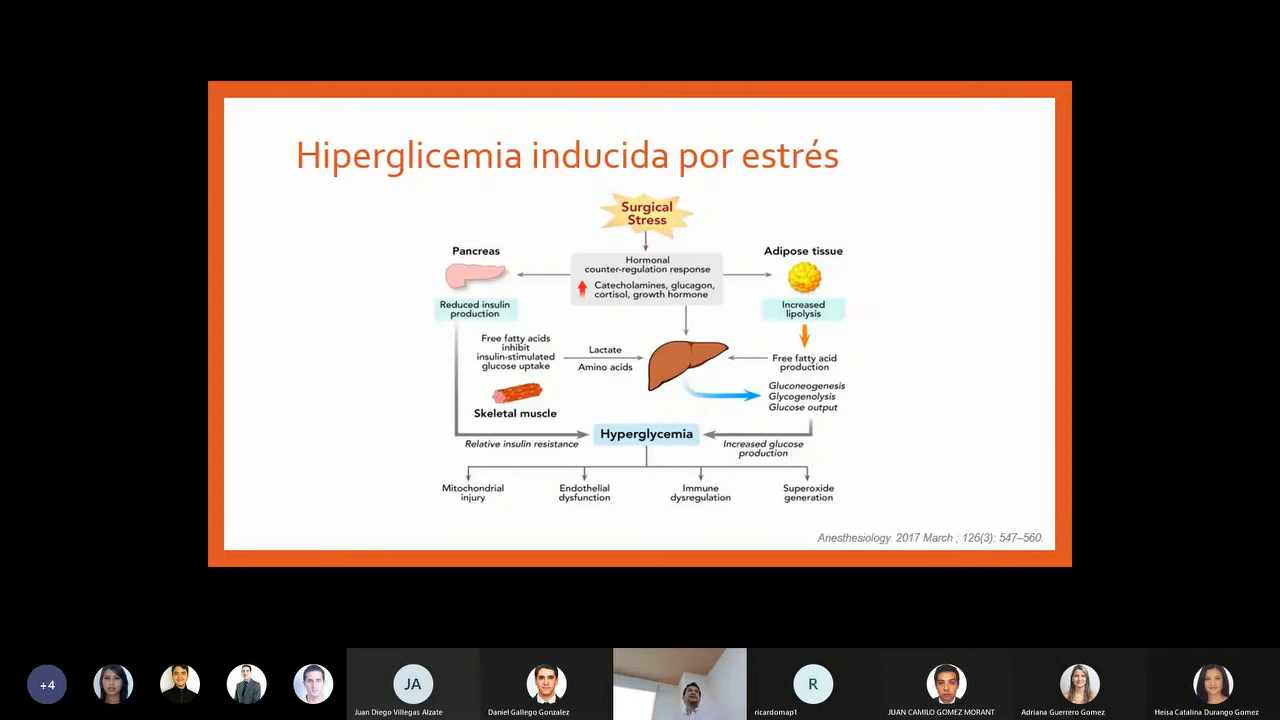 Hiperglicemia inducida por estrés
Surgical
Stress
Pancreas
Hormonal
counter-regulation response
Catecholamines, glucagon,
cortisol, growth hormone
Adipose tissue
Reduced insulin
production
Increased
lipolysis
Free fatty acids
inhibit
insulin-stimulated
glucose uptake
Lactate
Amino acids
Free fatty acid
production
Gluconeogenesis
Glycogenolysis
Glucose output
Skeletal muscle
Hyperglycemia
Relative insulin resistance
Increased glucose
production
Mitochondrial
injury
Endothelial
dysfunction
Immune
dysregulation
Superoxide
generation
Anesthesiology. 2017 March ; 126(3): 547–560.
+4
JA
R
Juan Diego Villegas Alzate
Daniel Gallego Gonzalez
ricardomap1
JUAN CAMILO GOMEZ MORANT
Adriana Guerrero Gomez
Heisa Catalina Durango Gomez